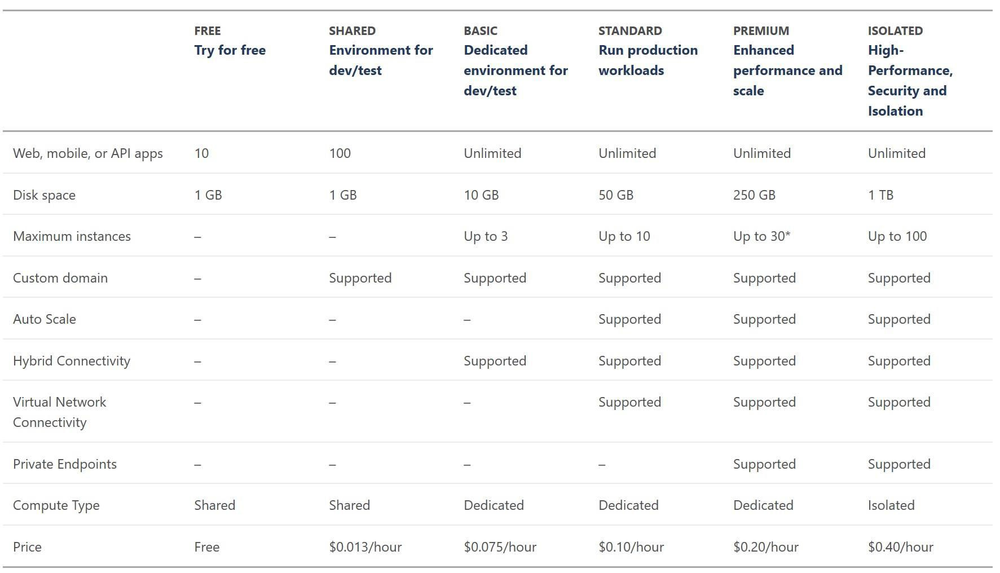 FREE SHARED BASIC STANDARD PREMIUM ISOLATED
Try for free Environment for Dedicated Run production Enhanced High-
dev/test environment for workloads performance and Performance,
dev/test scale Security and
Isolation
Web, mobile, or API apps 10 100 Unlimited Unlimited Unlimited Unlimited
Disk space 1 GB 1 GB 10 GB 50 GB 250 GB 1 TB
Maximum instances – – Up to 3 Up to 10 Up to 30* Up to 100
Custom domain – Supported Supported Supported Supported Supported
Auto Scale – – – Supported Supported Supported
Hybrid Connectivity – – Supported Supported Supported Supported
Virtual Network – – – Supported Supported Supported
Connectivity
Private Endpoints – – – – Supported Supported
Compute Type Shared Shared Dedicated Dedicated Dedicated Isolated
Price Free $0.013/hour $0.075/hour $0.10/hour $0.20/hour $0.40/hour